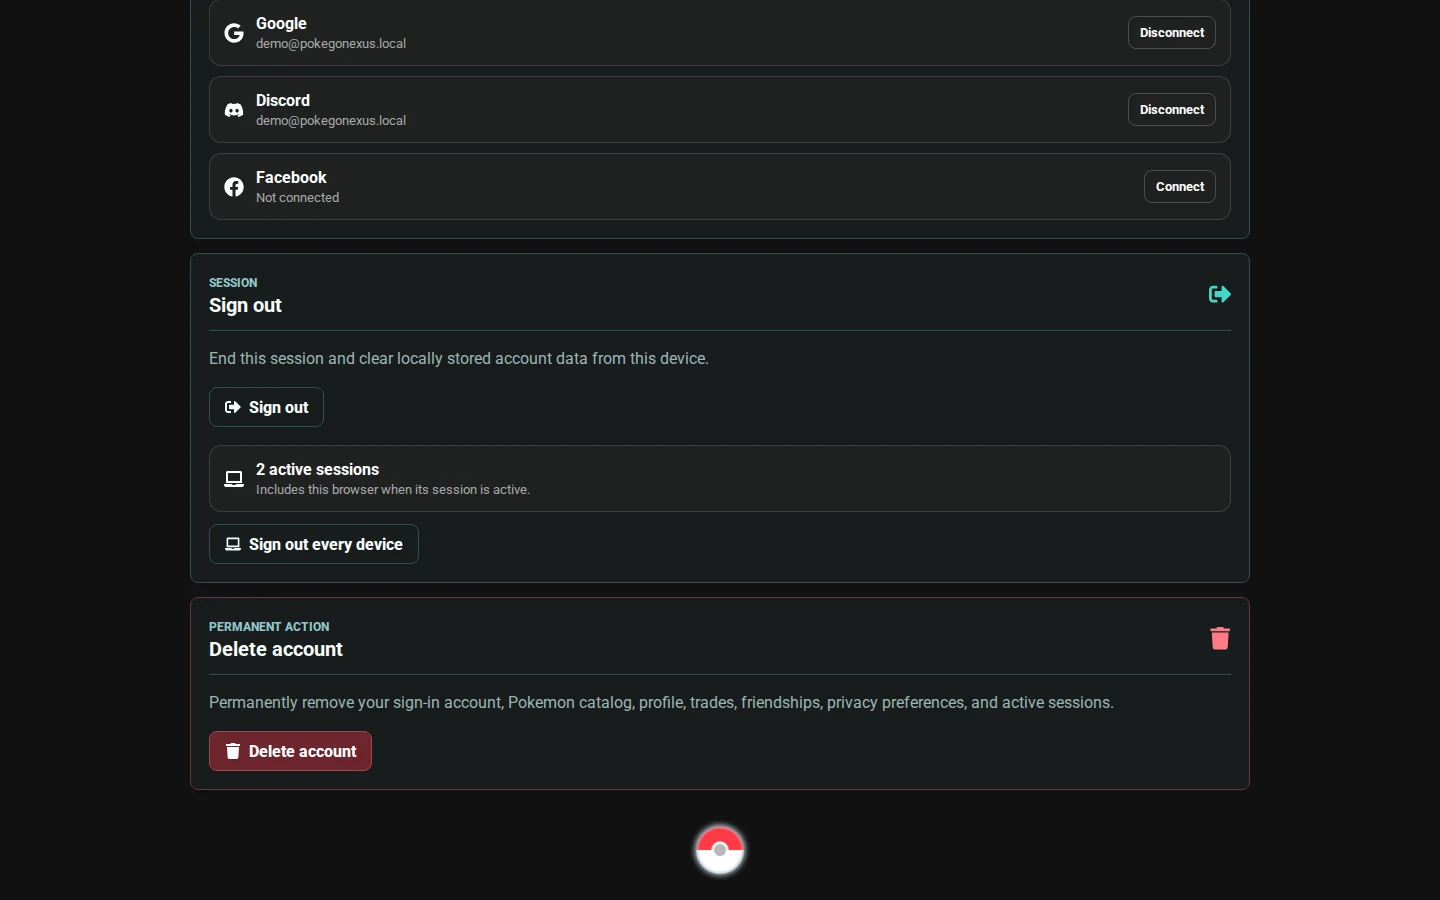 Google
demo@pokegonexus.local
Disconnect
Discord
demo@pokegonexus.local
Disconnect
Facebook
Not connected
Connect
SESSION
Sign out
End this session and clear locally stored account data from this device.
Sign out
2 active sessions
Includes this browser when its session is active.
Sign out every device
PERMANENT ACTION
Delete account
Permanently remove your sign-in account, Pokemon catalog, profile, trades, friendships, privacy preferences, and active sessions.
Delete account